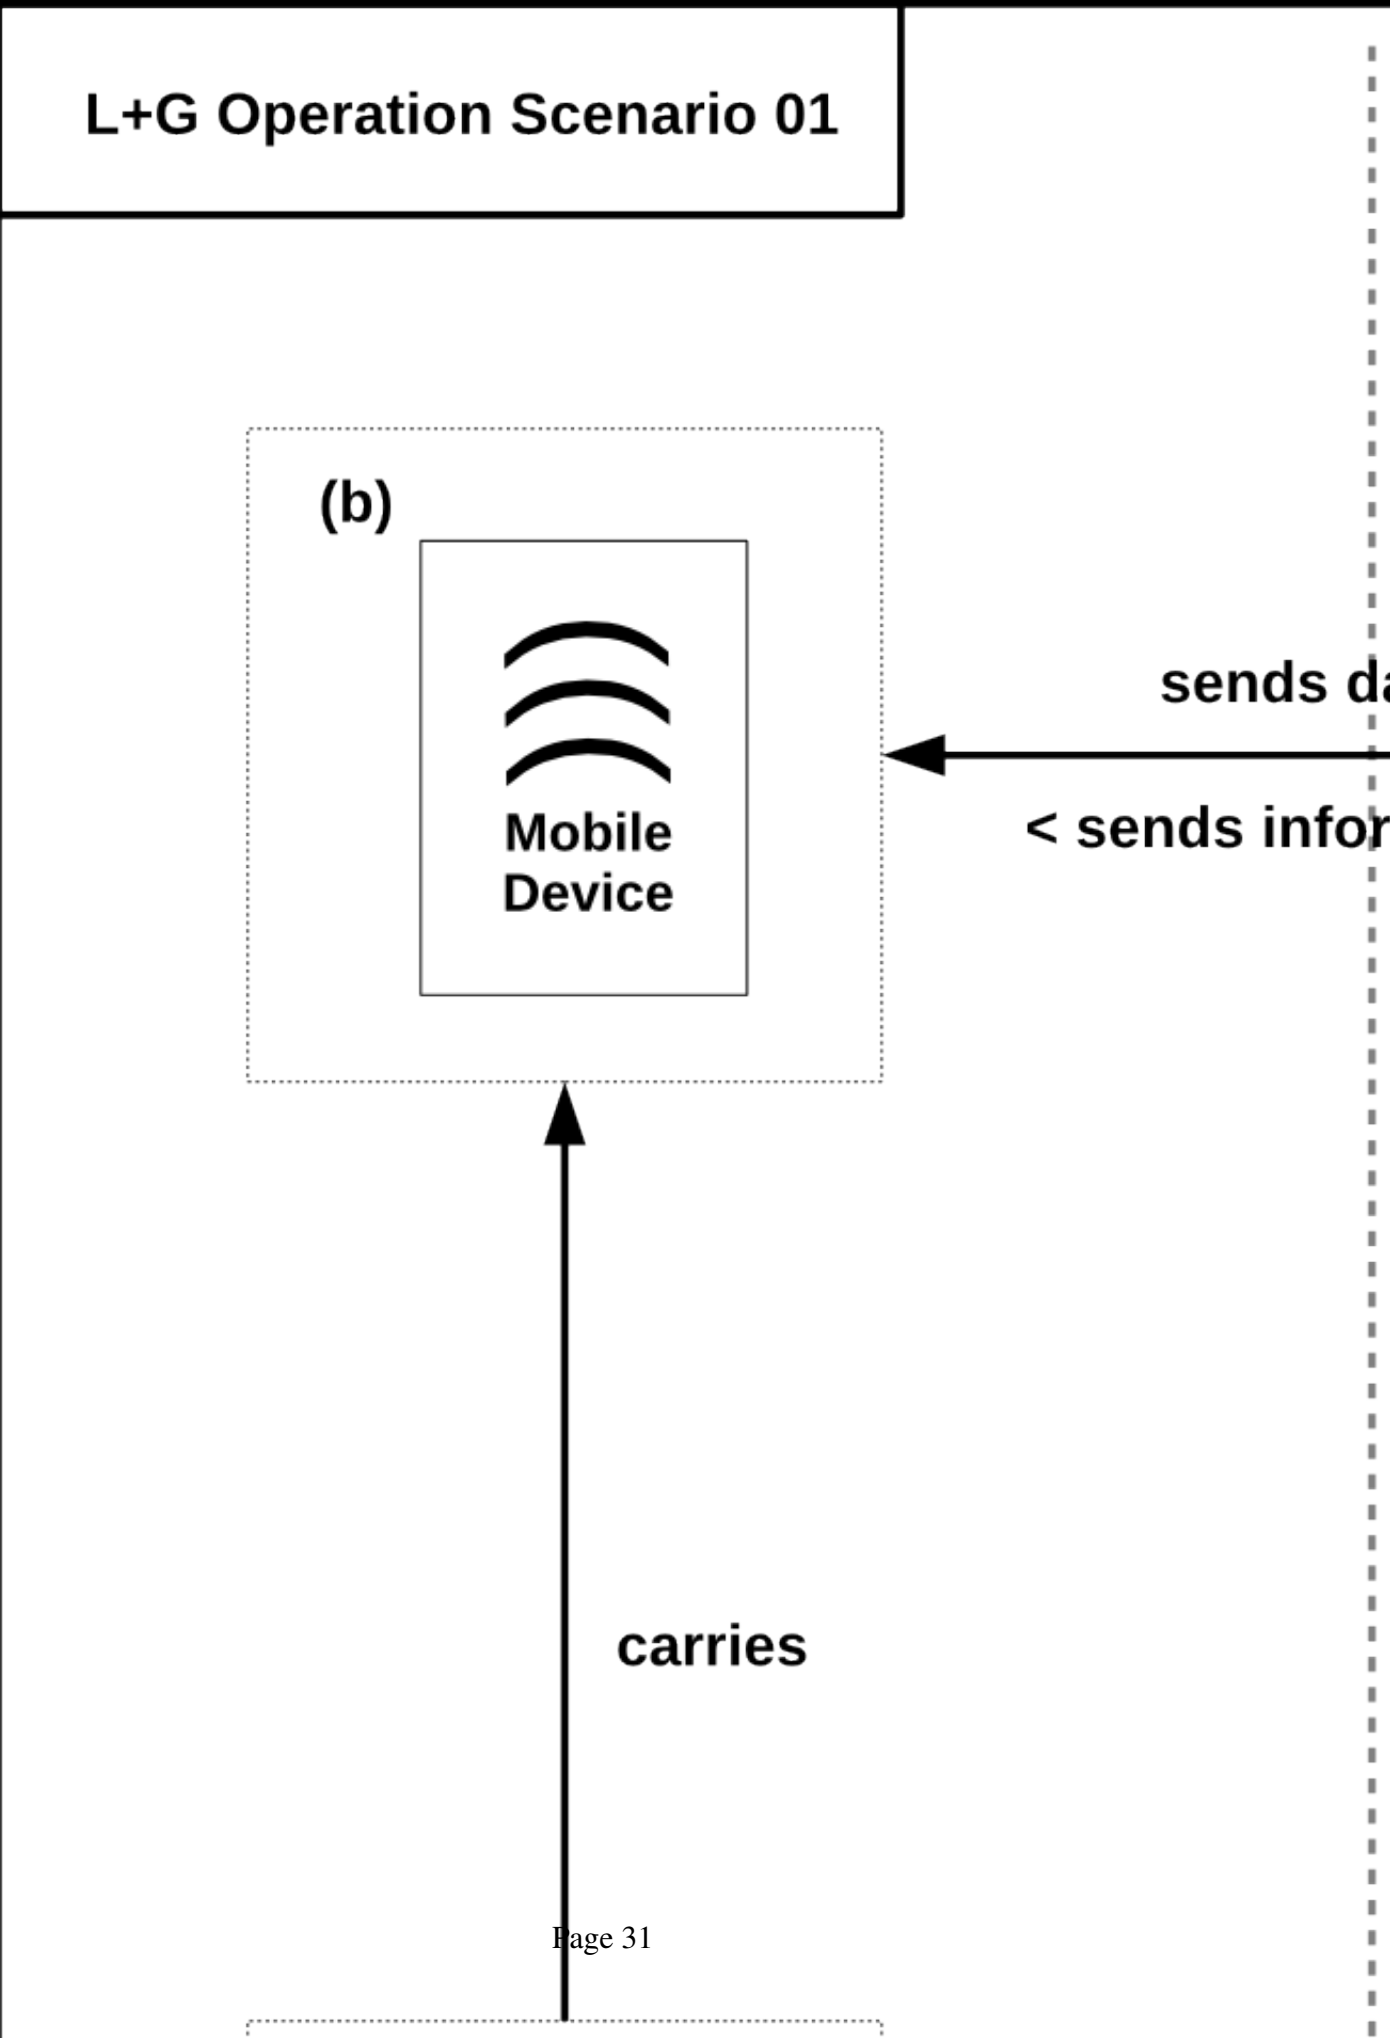 L+G Operation Scenario 01
(b)
Mobile
Device
sends
< sends
carries
Page 31